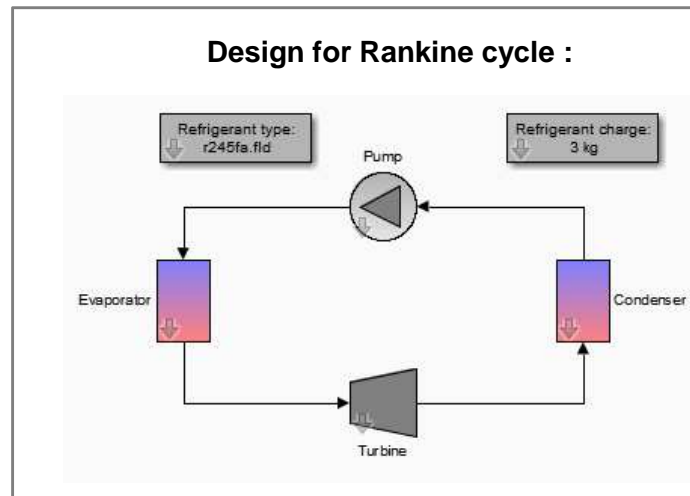 Design for Rankine cycle :
Refrigerant type:
r245fa.fld
Refrigerant charge:
3 kg
Pump
Evaporator
Condenser
Turbine